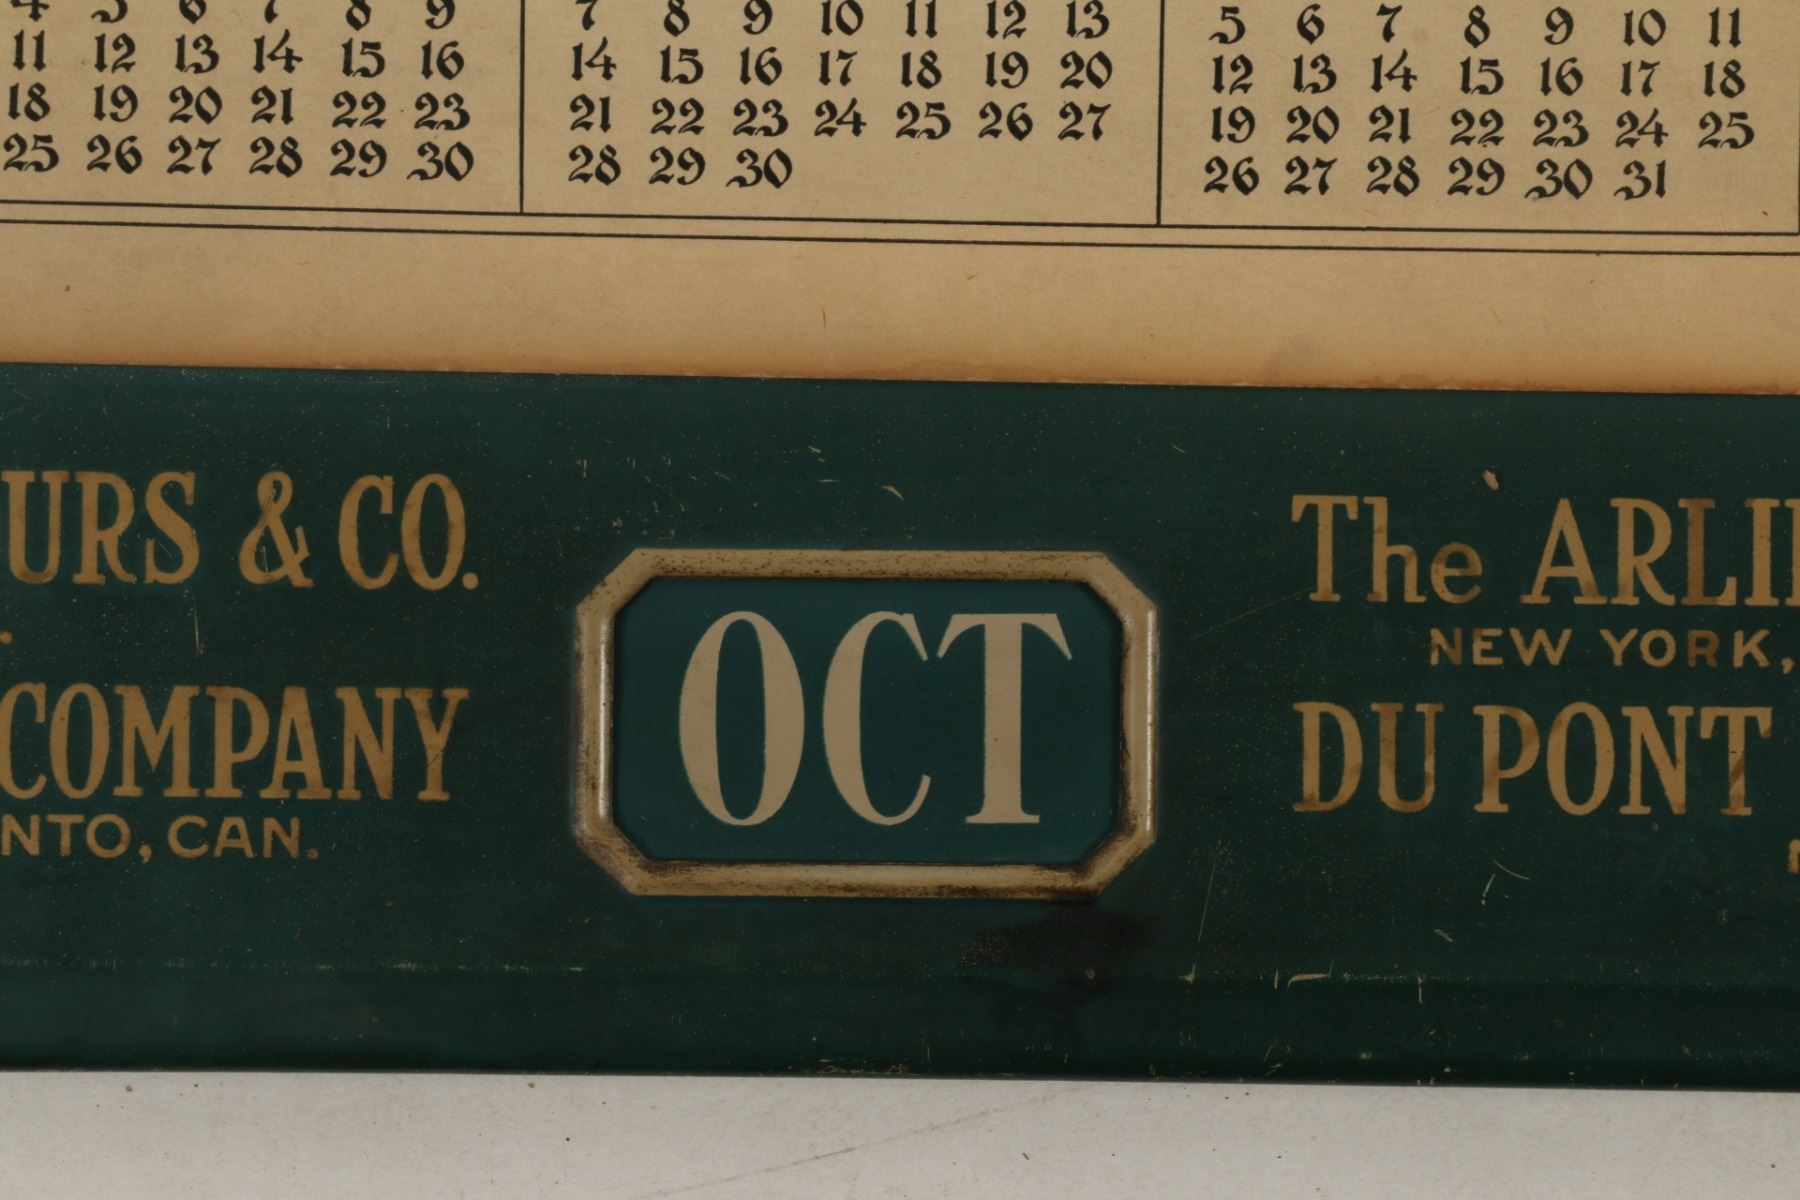 4 5 6 7 8 9
11 12 13 14 15 16
18 19 20 21 22 23
25 26 27 28 29 30
7 8 9 10 11 12 13
14 15 16 17 18 19 20
21 22 23 24 25 26 27
28 29 30
5 6 7 8 9 10 11
12 13 14 15 16 17 18
19 20 21 22 23 24 25
26 27 28 29 30 31
URS & CO.
COMPANY
NTO, CAN.
OCT
The ARLI
NEW YORK,
DU PONT